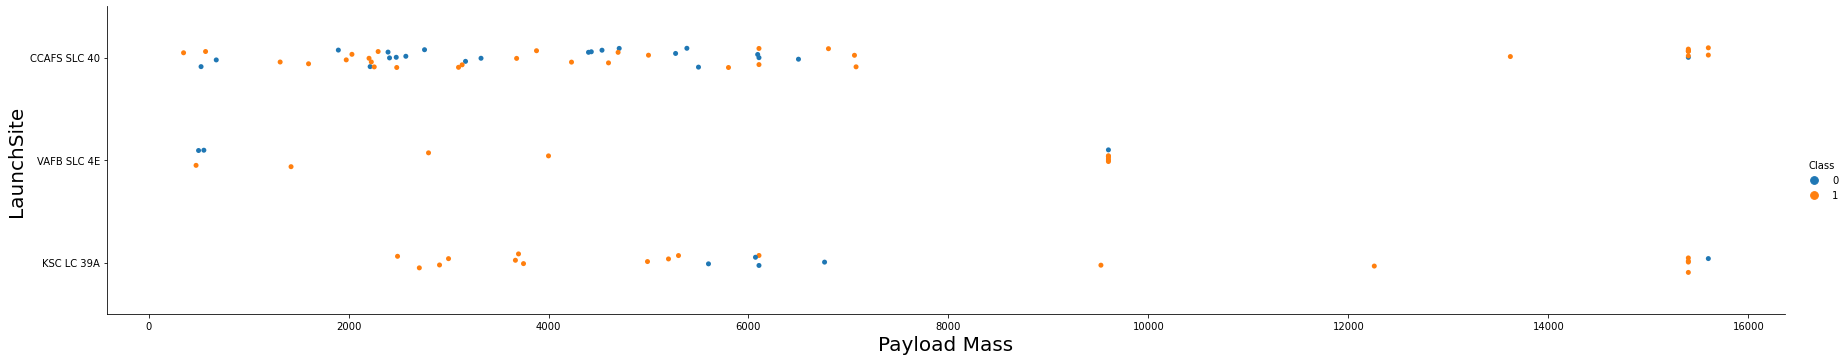 CCAFS SLC 40
VAFB SLC 4E
KSC LC 39A
LaunchSite
0 2000 4000 6000 8000 10000 12000 14000 16000
Payload Mass
Class
0
1